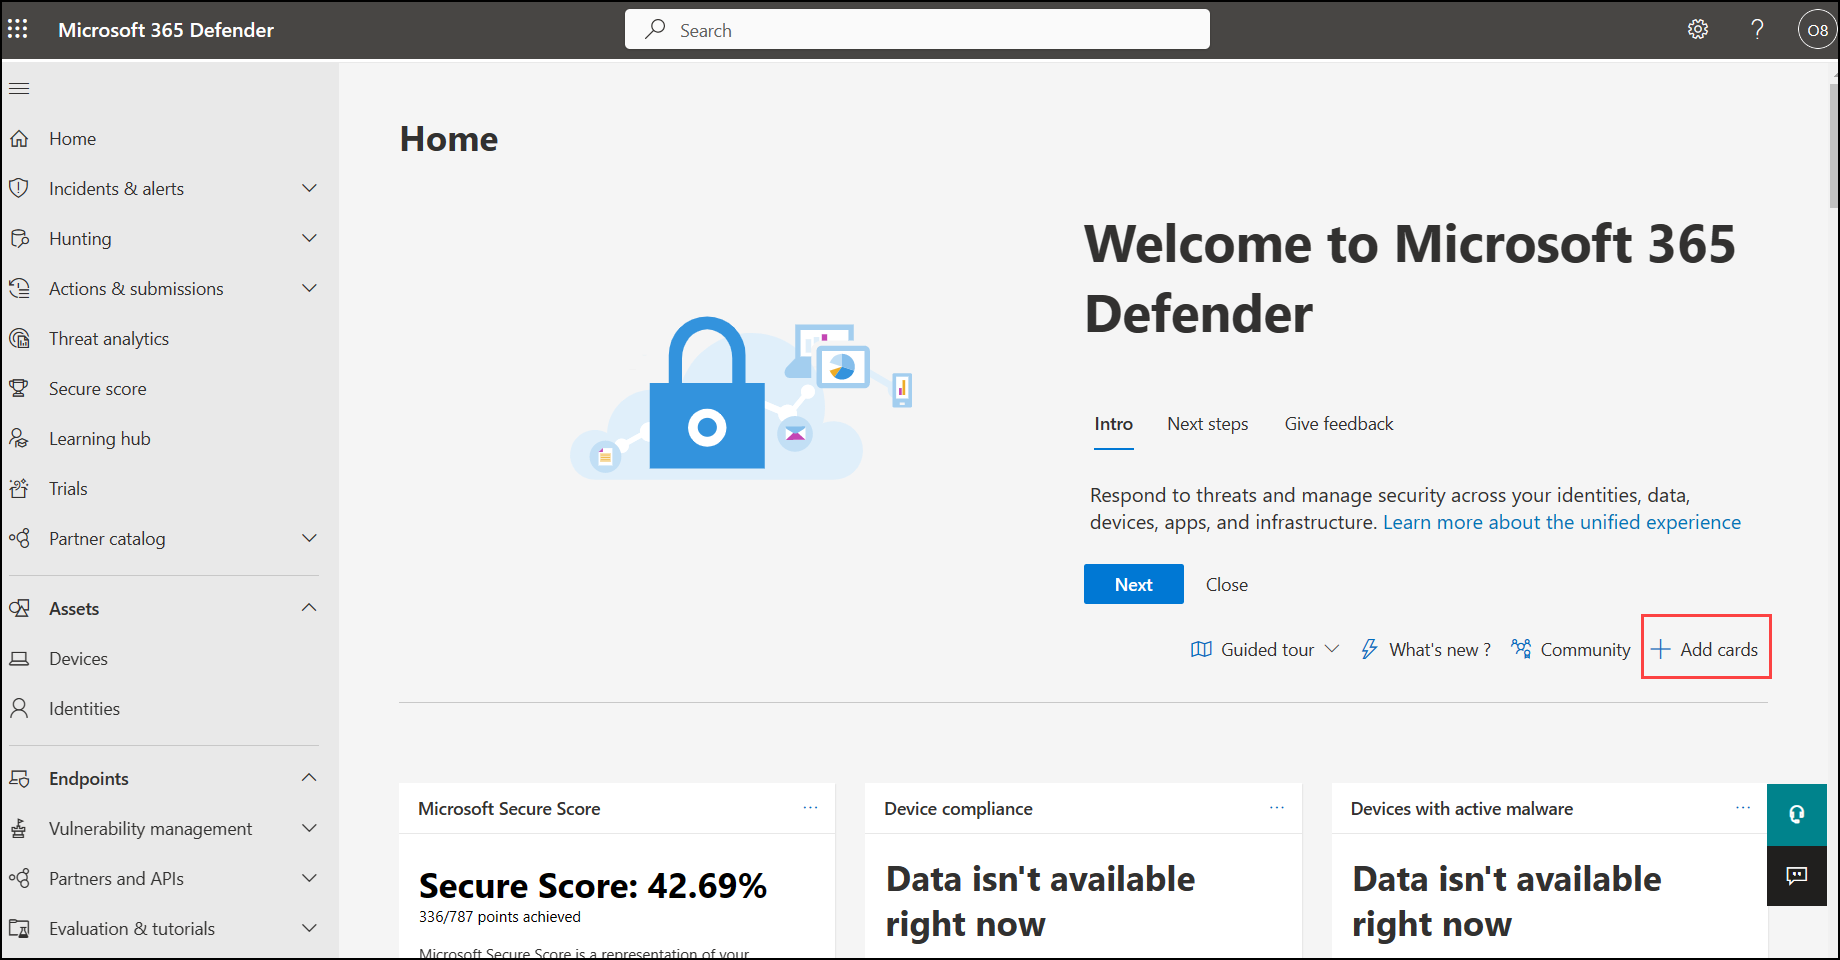 Microsoft 365 Defender
Search
O8
Home
Incidents & alerts
Hunting
Actions & submissions
Threat analytics
Secure score
Learning hub
Trials
Partner catalog
Assets
Devices
Identities
Endpoints
Vulnerability management
Partners and APIs
Evaluation & tutorials
Home
Welcome to Microsoft 365
Defender
Intro Next steps Give feedback
Respond to threats and manage security across your identities, data,
devices, apps, and infrastructure. Learn more about the unified experience
Next Close
Guided tour What's new ? Community Add cards
Microsoft Secure Score
Secure Score: 42.69%
336/787 points achieved
Microsoft Secure Score is a representation of your
Device compliance
Data isn't available
right now
Devices with active malware
Data isn't available
right now